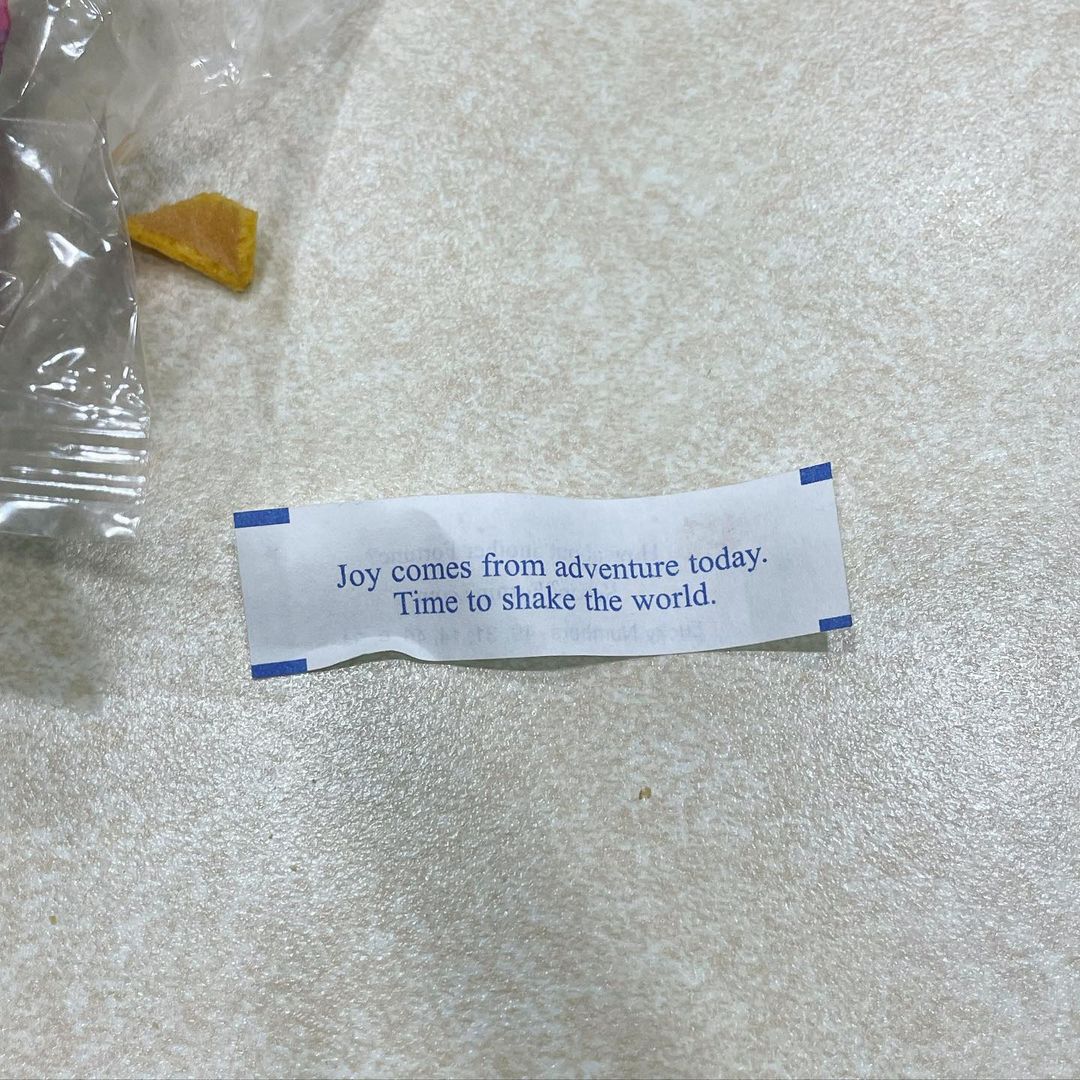 Joy comes from adventure today.
Time to shake the world.